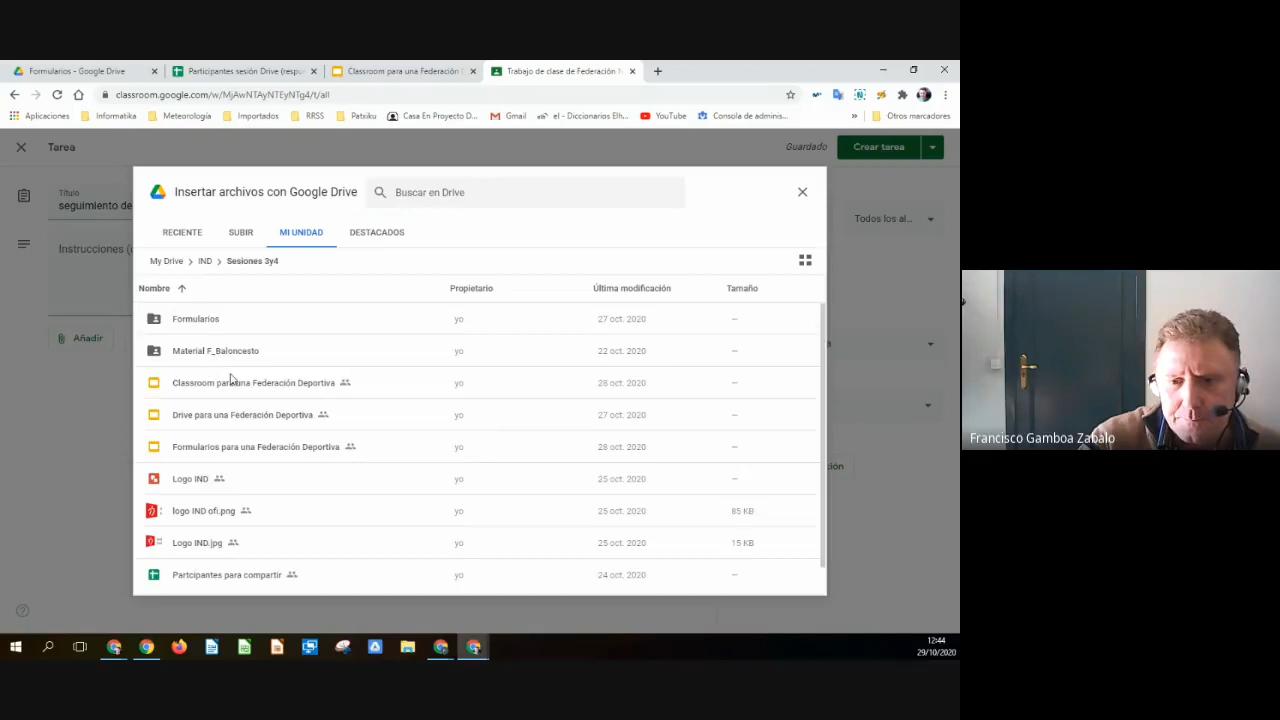 Formularios - Google Drive
Participantes sesión Drive (respu
Classroom para una Federación
Trabajo de clase de Federación
classroom.google.com/w/MjAwNTAyNTEyNTg4/t/all
Aplicaciones
Informatika
Meteorología
Importados
RRSS
Patxiku
Casa En Proyecto D...
Gmail
el - Diccionarios Elh...
YouTube
Consola de adminis...
»
Otros marcadores
Tarea
Guardado
Crear tarea
Título
seguimiento de
Instrucciones (
Añadir
Todos los al...
Insertar archivos con Google Drive
Buscar en Drive
RECIENTE
SUBIR
MI UNIDAD
DESTACADOS
My Drive > IND > Sesiones 3y4
Nombre
Propietario
Última modificación
Tamaño
Formularios yo 27 oct. 2020 —
Material F_Baloncesto yo 22 oct. 2020 —
Classroom para una Federación Deportiva yo 28 oct. 2020 —
Drive para una Federación Deportiva yo 27 oct. 2020 —
Formularios para una Federación Deportiva yo 28 oct. 2020 —
Logo IND yo 25 oct. 2020 —
logo IND ofi.png yo 25 oct. 2020 85 KB
Logo IND.jpg yo 25 oct. 2020 15 KB
Partcipantes para compartir yo 24 oct. 2020 —
ción
12:44
29/10/2020
Francisco Gamboa Zabalo